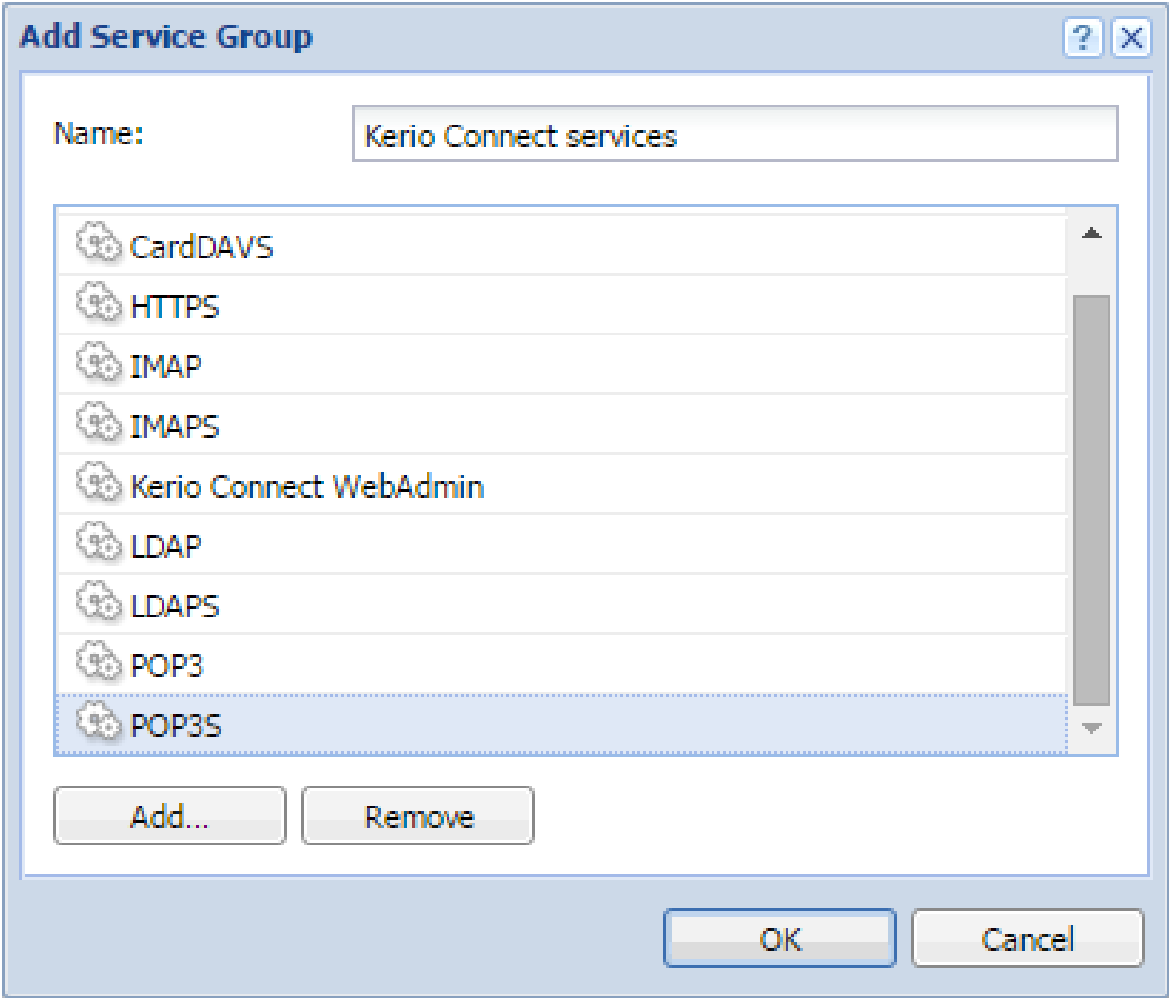 Add Service Group
?
Name:
Kerio Connect services
CardDAVS
HTTPS
IMAP
IMAPS
Kerio Connect WebAdmin
LDAP
LDAPS
POP3
POP3S
Add... Remove
OK Cancel